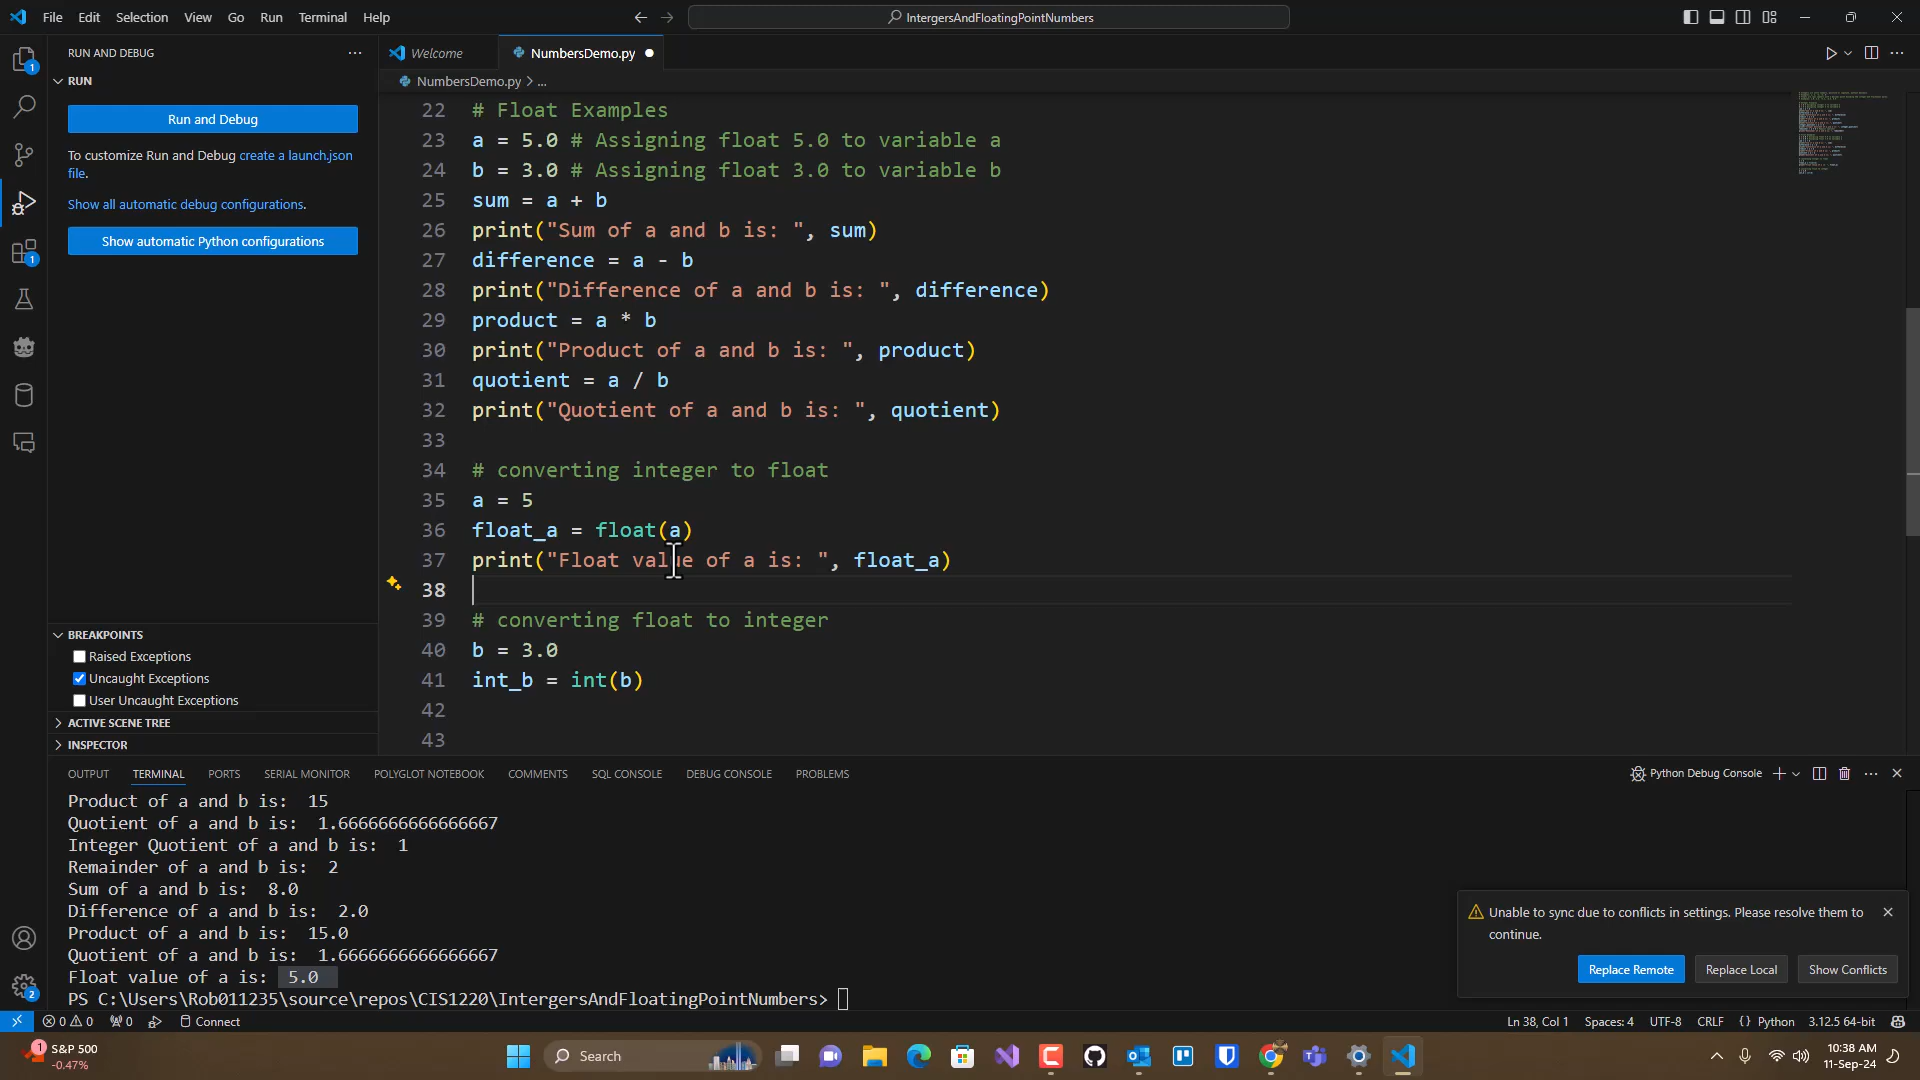 File Edit Selection View Go Run Terminal Help
IntergersAndFloatingPointNumbers
RUN AND DEBUG
Welcome
NumbersDemo.py
RUN
NumbersDemo.py > ...
Run and Debug
To customize Run and Debug create a launch.json
file.
Show all automatic debug configurations.
Show automatic Python configurations
22 # Float Examples
23 a = 5.0 # Assigning float 5.0 to variable a
24 b = 3.0 # Assigning float 3.0 to variable b
25 sum = a + b
26 print("Sum of a and b is: ", sum)
27 difference = a - b
28 print("Difference of a and b is: ", difference)
29 product = a * b
30 print("Product of a and b is: ", product)
31 quotient = a / b
32 print("Quotient of a and b is: ", quotient)
33
34 # converting integer to float
35 a = 5
36 float_a = float(a)
37 print("Float value of a is: ", float_a)
38
39 # converting float to integer
40 b = 3.0
41 int_b = int(b)
42
43
BREAKPOINTS
Raised Exceptions
Uncaught Exceptions
User Uncaught Exceptions
ACTIVE SCENE TREE
INSPECTOR
1
1
2
OUTPUT TERMINAL PORTS SERIAL MONITOR POLYGLOT NOTEBOOK COMMENTS SQL CONSOLE DEBUG CONSOLE PROBLEMS
Python Debug Console
Product of a and b is:  15
Quotient of a and b is:  1.6666666666666667
Integer Quotient of a and b is:  1
Remainder of a and b is:  2
Sum of a and b is:  8.0
Difference of a and b is:  2.0
Product of a and b is:  15.0
Quotient of a and b is:  1.6666666666666667
Float value of a is:  5.0
PS C:\Users\Rob011235\source\repos\CIS1220\IntergersAndFloatingPointNumbers>
Unable to sync due to conflicts in settings. Please resolve them to
continue.
Replace Remote
Replace Local
Show Conflicts
0 0 0 Connect
Ln 38, Col 1 Spaces: 4 UTF-8 CRLF {} Python 3.12.5 64-bit
1
S&P 500
-0.47%
Search
10:38 AM
11-Sep-24